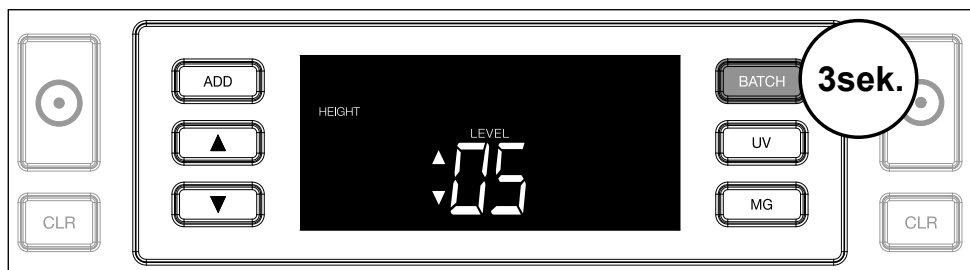 ADD
BATCH
3sek.
HEIGHT
LEVEL
05
UV
MG
CLR
CLR